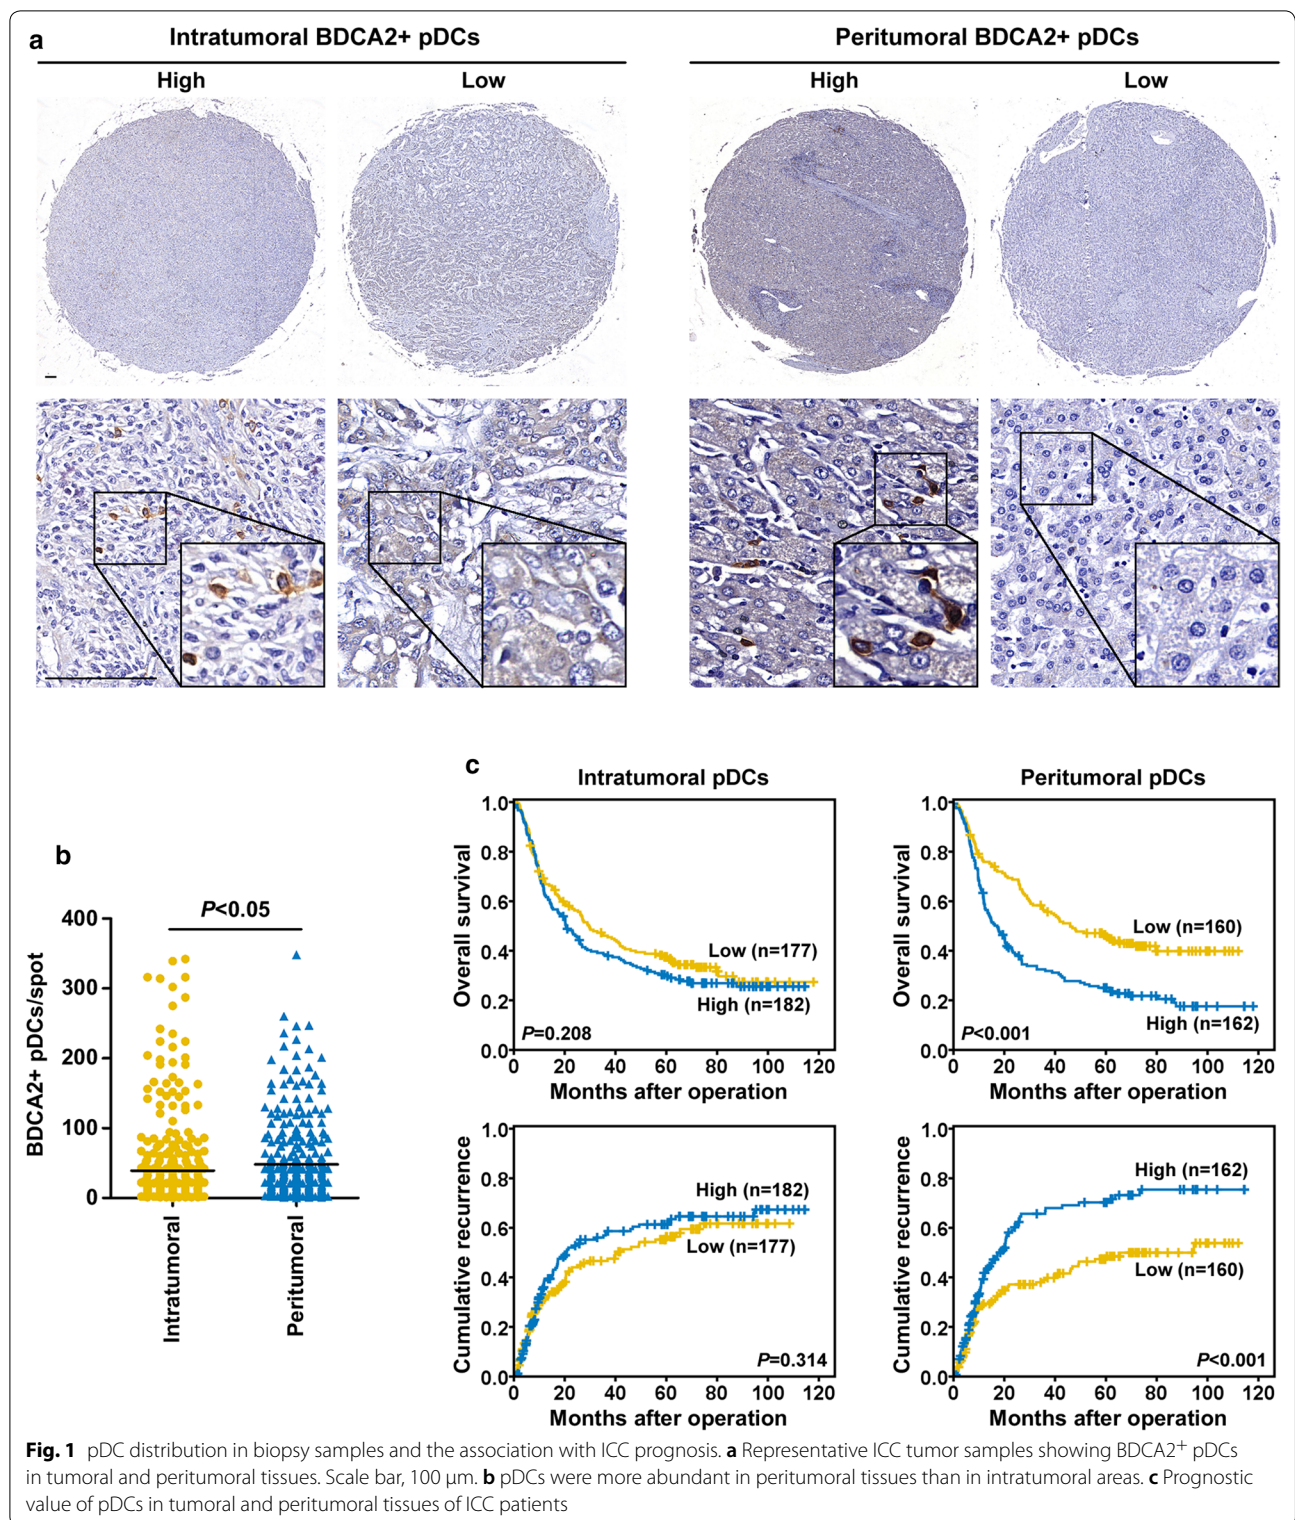 a
Intratumoral BDCA2+ pDCs
Peritumoral BDCA2+ pDCs
High
Low
High
Low
b
P<0.05
400
300
200
100
0
BDCA2+ pDCs/spot
Intratumoral
Peritumoral
c
Intratumoral pDCs
1.0
0.8
0.6
0.4
0.2
0.0
Overall survival
Low (n=177)
High (n=182)
P=0.208
0 20 40 60 80 100 120
Months after operation
Peritumoral pDCs
1.0
0.8
0.6
0.4
0.2
0.0
Overall survival
Low (n=160)
High (n=162)
P<0.001
0 20 40 60 80 100 120
Months after operation
1.0
0.8
0.6
0.4
0.2
0.0
Cumulative recurrence
High (n=182)
Low (n=177)
P=0.314
0 20 40 60 80 100 120
Months after operation
1.0
0.8
0.6
0.4
0.2
0.0
Cumulative recurrence
High (n=162)
Low (n=160)
P<0.001
0 20 40 60 80 100 120
Months after operation
Fig. 1 pDC distribution in biopsy samples and the association with ICC prognosis. a Representative ICC tumor samples showing BDCA2+ pDCs
in tumoral and peritumoral tissues. Scale bar, 100 μm. b pDCs were more abundant in peritumoral tissues than in intratumoral areas. c Prognostic
value of pDCs in tumoral and peritumoral tissues of ICC patients